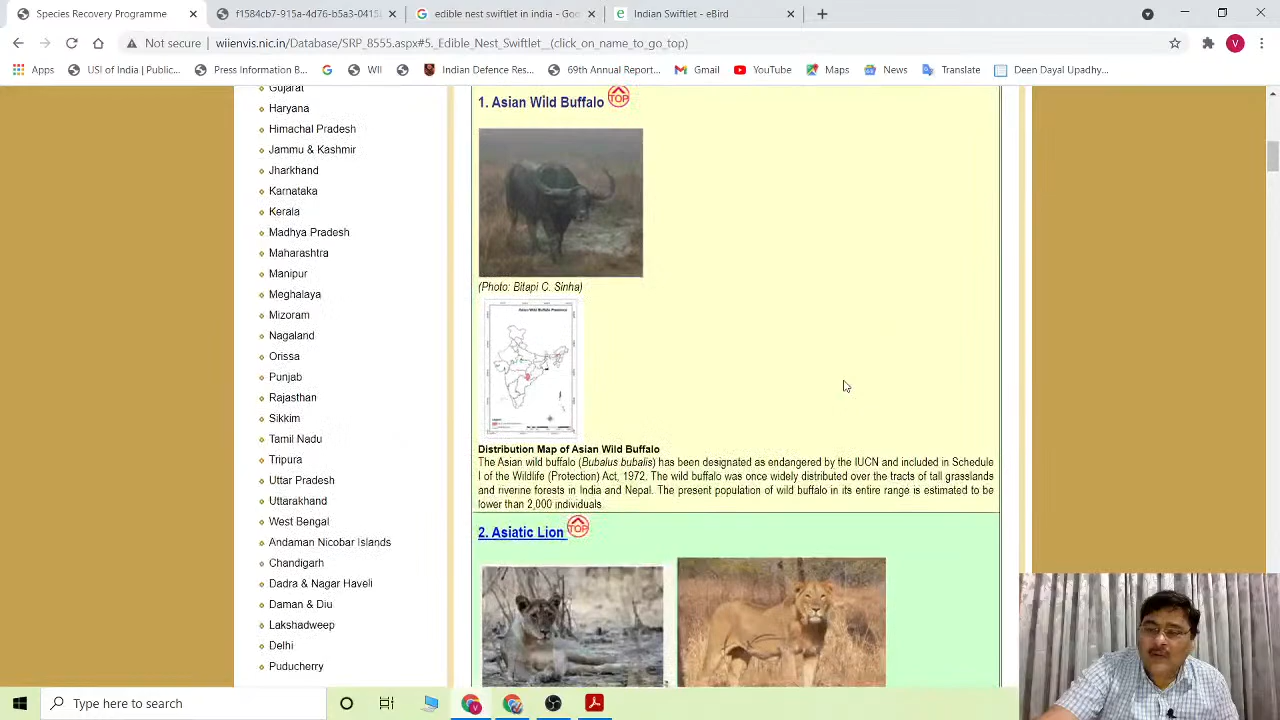 Species Recovery Programme
f1584cb7-915a-4d76-b5a3-0415
edible nest swiftlet in india - Goo
Indian Swiftlet - eBird
Not secure
wiienvis.nic.in/Database/SRP_8555.aspx#5_Edible_Nest_Swiftlet_(click_on_name_to_go_top)
V
Apps
USI of India | Public...
Press Information B...
WII
Indian Defence Res...
69th Annual Report...
Gmail
YouTube
Maps
News
Translate
Deen Dayal Upadhy...
Gujarat
Haryana
Himachal Pradesh
Jammu & Kashmir
Jharkhand
Karnataka
Kerala
Madhya Pradesh
Maharashtra
Manipur
Meghalaya
Mizoram
Nagaland
Orissa
Punjab
Rajasthan
Sikkim
Tamil Nadu
Tripura
Uttar Pradesh
Uttarakhand
West Bengal
Andaman Nicobar Islands
Chandigarh
Dadra & Nagar Haveli
Daman & Diu
Lakshadweep
Delhi
Puducherry
1. Asian Wild Buffalo TOP
(Photo: Bitapi C. Sinha)
Asian Wild Buffalo Presence
Distribution Map of Asian Wild Buffalo
The Asian wild buffalo (Bubalus bubalis) has been designated as endangered by the IUCN and included in Schedule
I of the Wildlife (Protection) Act, 1972. The wild buffalo was once widely distributed over the tracts of tall grasslands
and riverine forests in India and Nepal. The present population of wild buffalo in its entire range is estimated to be
lower than 2,000 individuals.
2. Asiatic Lion TOP
Type here to search